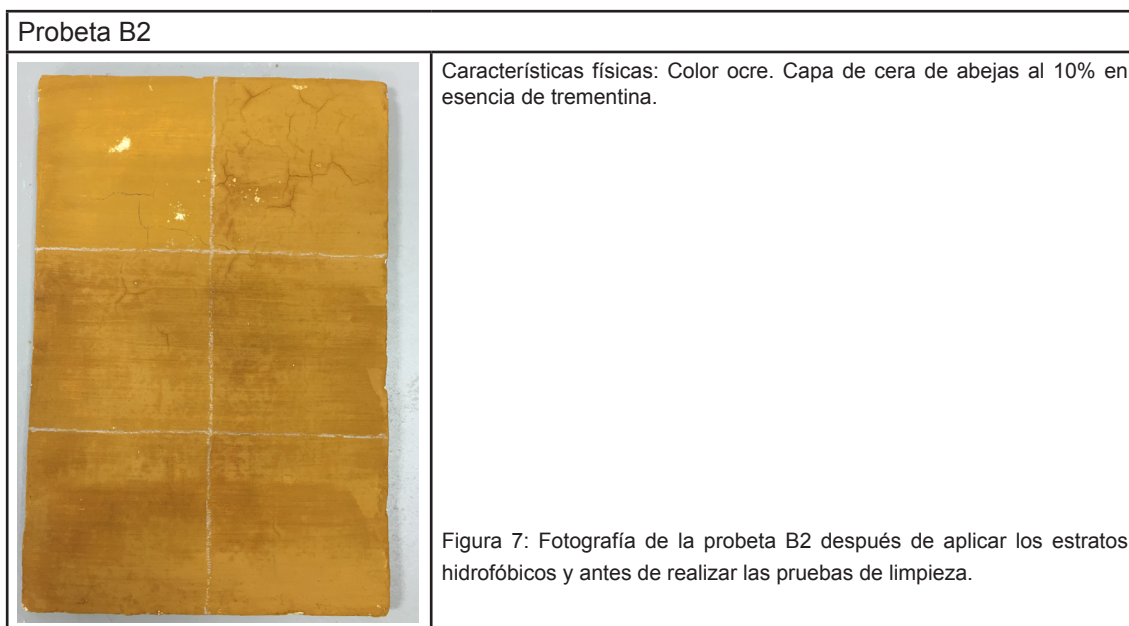 Probeta B2
Características físicas: Color ocre. Capa de cera de abejas al 10% en
esencia de trementina.
Figura 7: Fotografía de la probeta B2 después de aplicar los estratos
hidrofóbicos y antes de realizar las pruebas de limpieza.